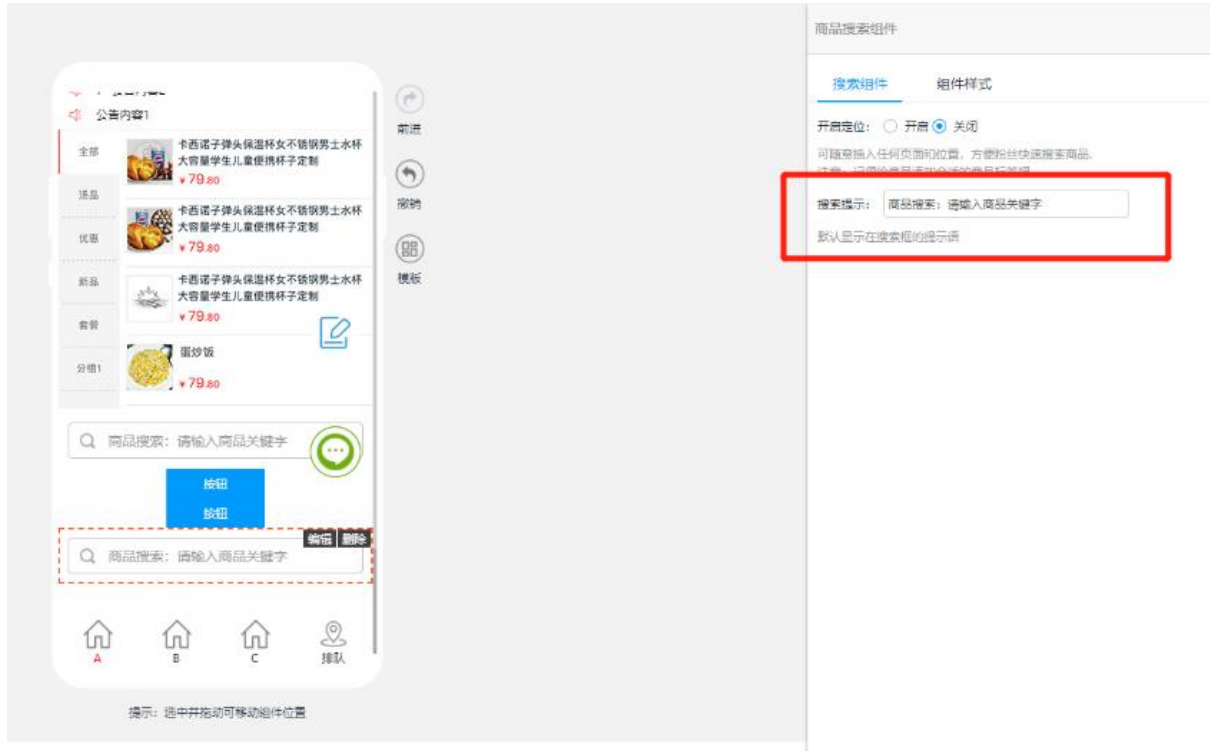 公告内容1
全部
汤品
优惠
新品
套餐
分组1
卡西诺子弹头保温杯女不锈钢男士水杯
大容量学生儿童便携杯子定制
¥79.80
卡西诺子弹头保温杯女不锈钢男士水杯
大容量学生儿童便携杯子定制
¥79.80
卡西诺子弹头保温杯女不锈钢男士水杯
大容量学生儿童便携杯子定制
¥79.80
蛋炒饭
¥79.80
商品搜索：请输入商品关键字
按钮
按钮
编辑 删除
商品搜索：请输入商品关键字
A
B
C
排队
提示：选中并拖动可移动组件位置
前进
撤销
模板
商品搜索组件
搜索组件 组件样式
开启定位： 开启 关闭
可随意插入任何页面和位置，方便粉丝快速搜索商品。
搜索提示： 商品搜索：请输入商品关键字
默认显示在搜索框的提示语